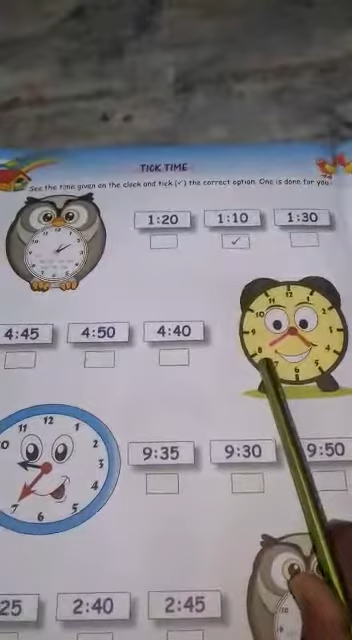 TICK TIME
See the time given on the clock and tick (✓) the correct option. One is done for you.
1:20 1:10 1:30
✓
4:45 4:50 4:40
9:35 9:30 9:50
25 2:40 2:45